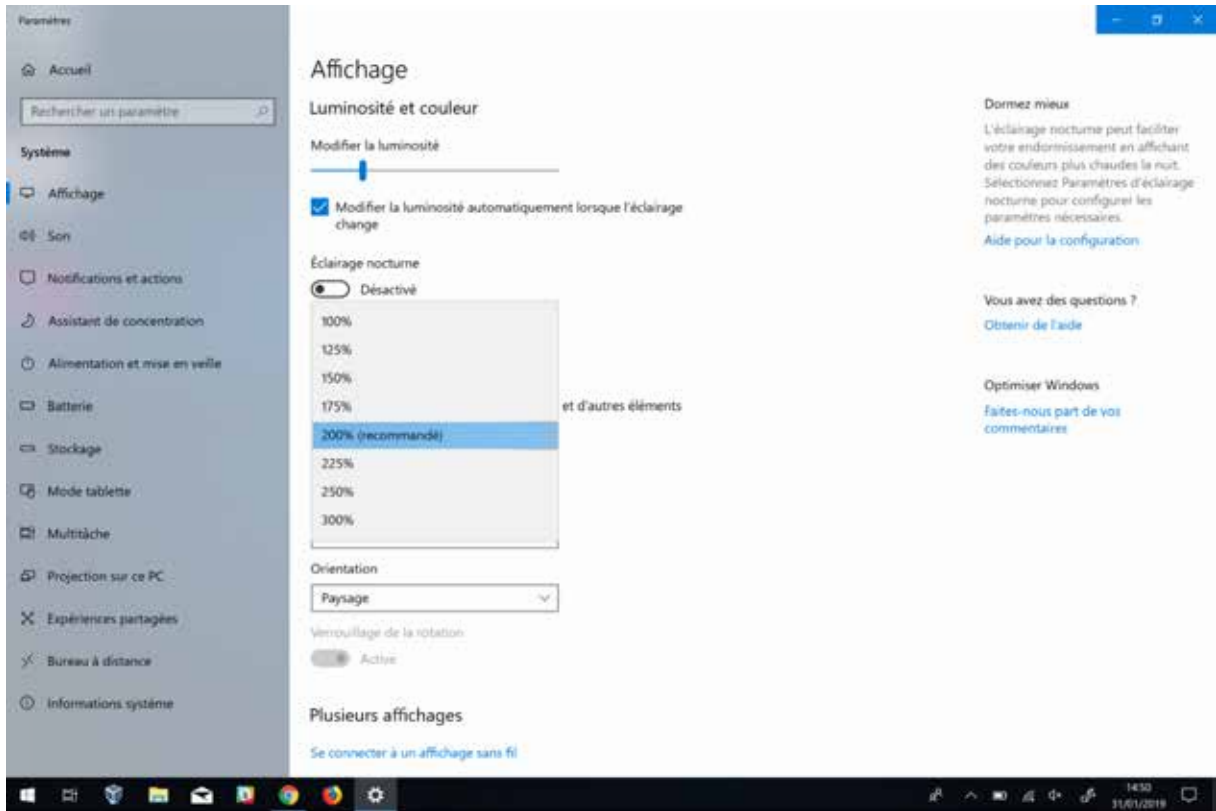 Paramètres
Accueil
Rechercher un paramètre
Système
Affichage
Son
Notifications et actions
Assistant de concentration
Alimentation et mise en veille
Batterie
Stockage
Mode tablette
Multitâche
Projection sur ce PC
Expériences partagées
Bureau à distance
Informations système
Affichage
Luminosité et couleur
Modifier la luminosité
Modifier la luminosité automatiquement lorsque l'éclairage
change
Éclairage nocturne
Désactivé
100%
125%
150%
175%
et d'autres éléments
200% (recommandé)
225%
250%
300%
Orientation
Paysage
Verrouillage de la rotation
Activé
Plusieurs affichages
Se connecter à un affichage sans fil
Dormez mieux
L'éclairage nocturne peut faciliter
votre endormissement en affichant
des couleurs plus chaudes la nuit.
Sélectionnez Paramètres d'éclairage
nocturne pour configurer les
paramètres nécessaires.
Aide pour la configuration
Vous avez des questions ?
Obtenir de l'aide
Optimiser Windows
Faites-nous part de vos
commentaires
14:50
31/01/2019